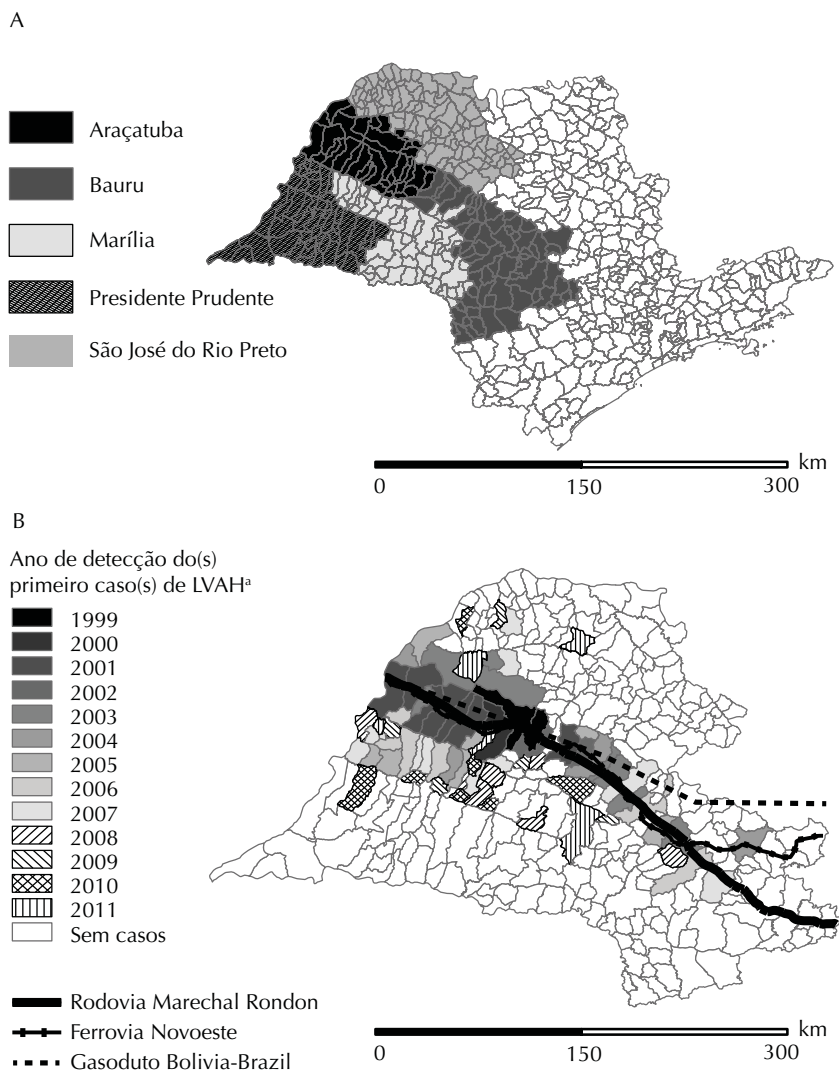 A
Araçatuba
Bauru
Marília
Presidente Prudente
São José do Rio Preto
km
0 150 300
B
Ano de detecção do(s)
primeiro caso(s) de LVAHª
1999
2000
2001
2002
2003
2004
2005
2006
2007
2008
2009
2010
2011
Sem casos
Rodovia Marechal Rondon
Ferrovia Novoeste
Gasoduto Bolivia-Brazil
km
0 150 300